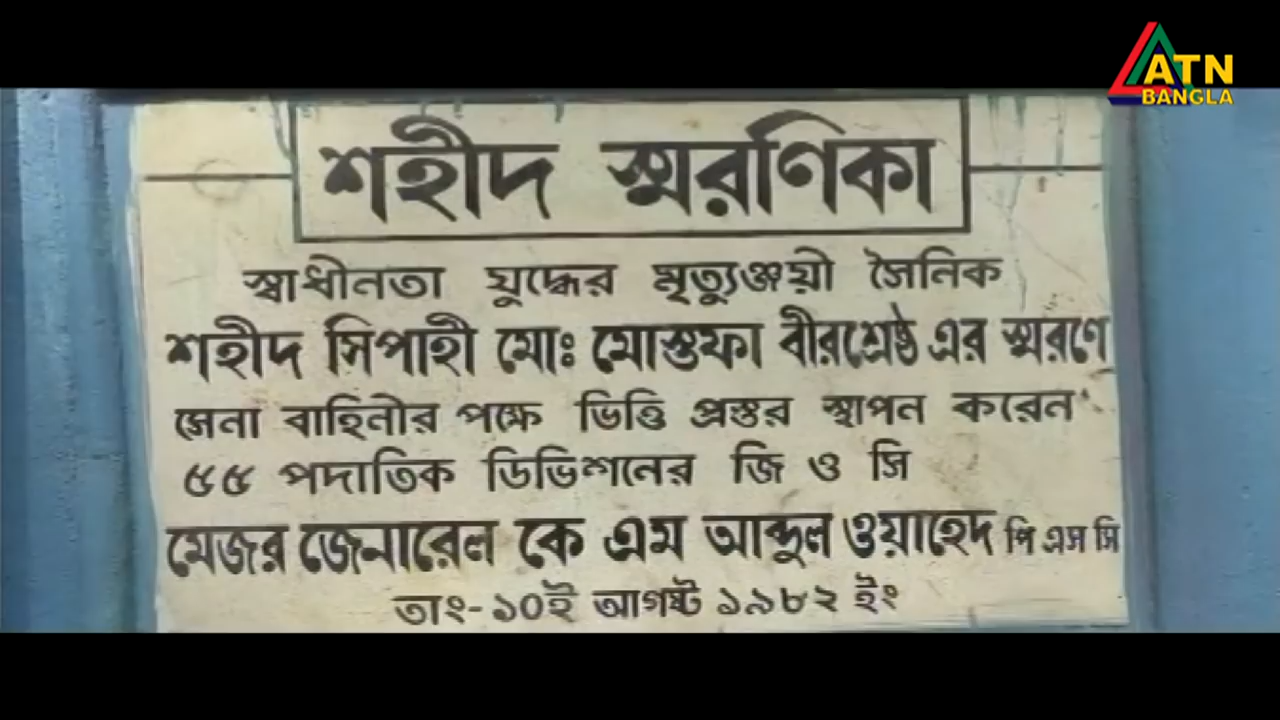 ATN
BANGLA
শহীদ স্মরণিকা
স্বাধীনতা যুদ্ধের মৃত্যুঞ্জয়ী সৈনিক
শহীদ সিপাহী মোঃ মোস্তফা বীরশ্রেষ্ঠ এর স্মরণে
সেনা বাহিনীর পক্ষে ভিত্তি প্রস্তর স্থাপন করেন
৫৫ পদাতিক ডিভিশনের জি ও সি
মেজর জেনারেল কে এম আব্দুল ওয়াহেদ পি এস সি
তাং-১০ই আগষ্ট ১৯৮২ ইং